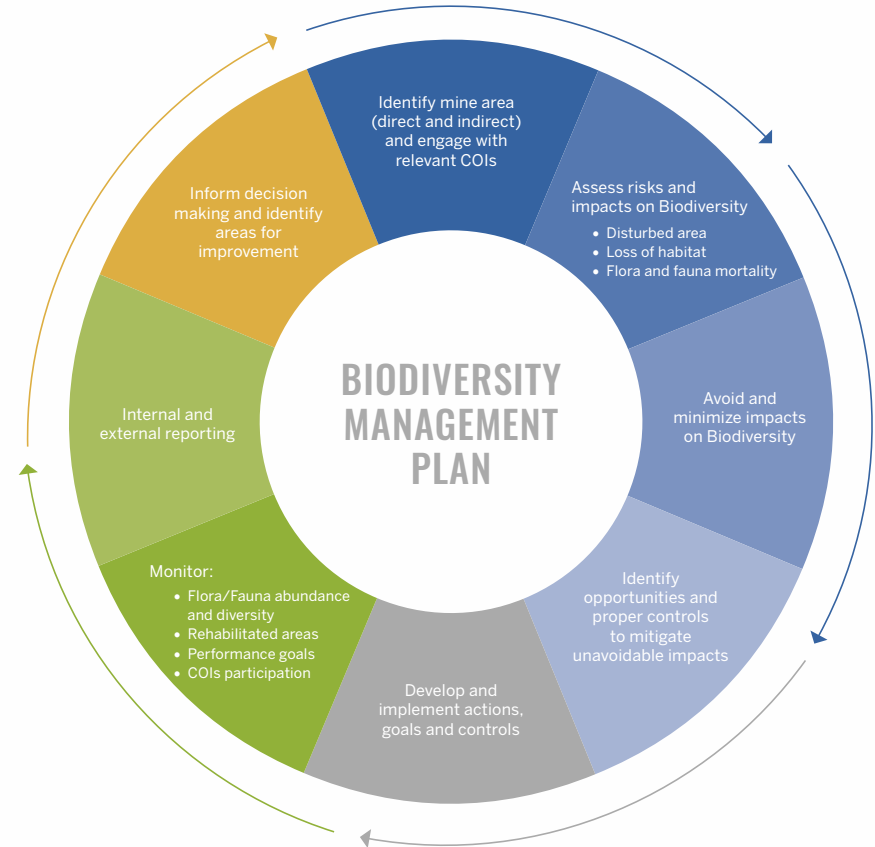 Identify mine area
(direct and indirect)
and engage with
relevant COIs
Assess risks and
impacts on Biodiversity
• Disturbed area
• Loss of habitat
• Flora and fauna mortality
Avoid and
minimize impacts
on Biodiversity
Identify
opportunities and
proper controls
to mitigate
unavoidable impacts
Develop and
implement actions,
goals and controls
Monitor:
• Flora/Fauna abundance
and diversity
• Rehabilitated areas
• Performance goals
• COIs participation
Internal and
external reporting
Inform decision
making and identify
areas for
improvement
BIODIVERSITY
MANAGEMENT
PLAN